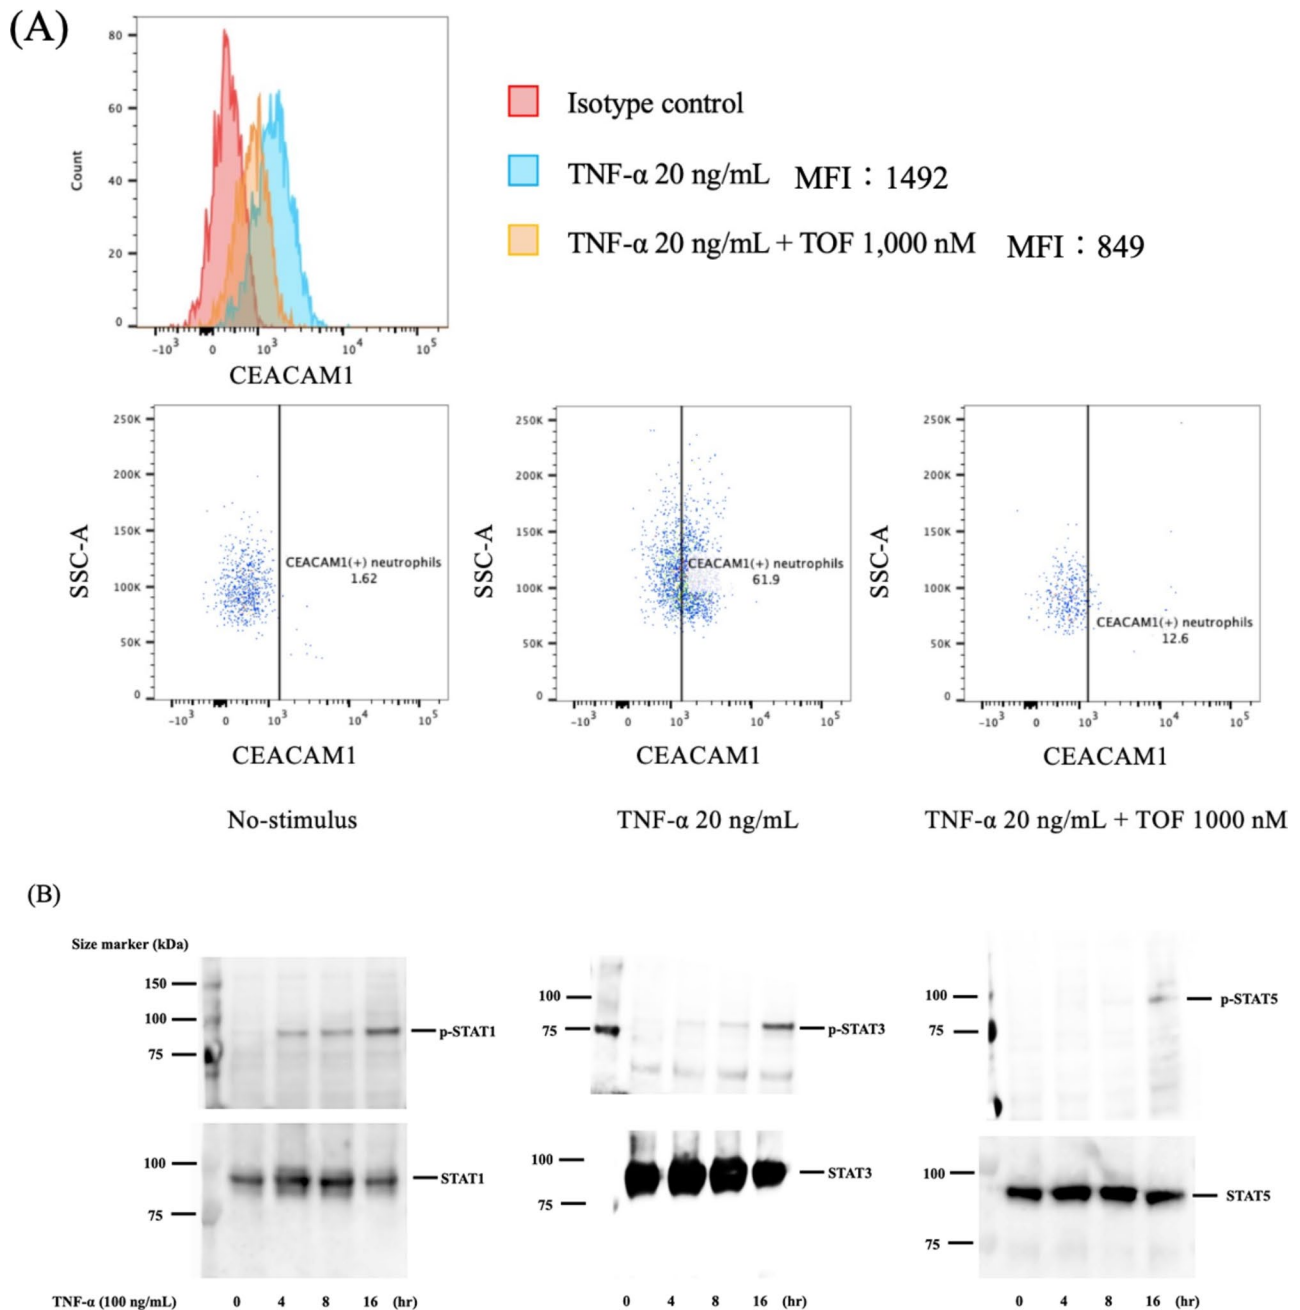 (A)
80
60
40
20
0
Count
-10³ 0 10³ 10⁴ 10⁵
CEACAM1
Isotype control
TNF-α 20 ng/mL MFI：1492
TNF-α 20 ng/mL + TOF 1,000 nM MFI：849
250K
200K
150K
100K
50K
0
SSC-A
CEACAM1(+) neutrophils
1.62
-10³ 0 10³ 10⁴ 10⁵
CEACAM1
No-stimulus
250K
200K
150K
100K
50K
0
SSC-A
CEACAM1(+) neutrophils
61.9
-10³ 0 10³ 10⁴ 10⁵
CEACAM1
TNF-α 20 ng/mL
250K
200K
150K
100K
50K
0
SSC-A
CEACAM1(+) neutrophils
12.6
-10³ 0 10³ 10⁴ 10⁵
CEACAM1
TNF-α 20 ng/mL + TOF 1000 nM
(B)
Size marker (kDa)
150
100
75
p-STAT1
100
75
STAT1
TNF-α (100 ng/mL) 0 4 8 16 (hr)
100
75
p-STAT3
100
75
STAT3
0 4 8 16 (hr)
100
75
p-STAT5
100
75
STAT5
0 4 8 16 (hr)